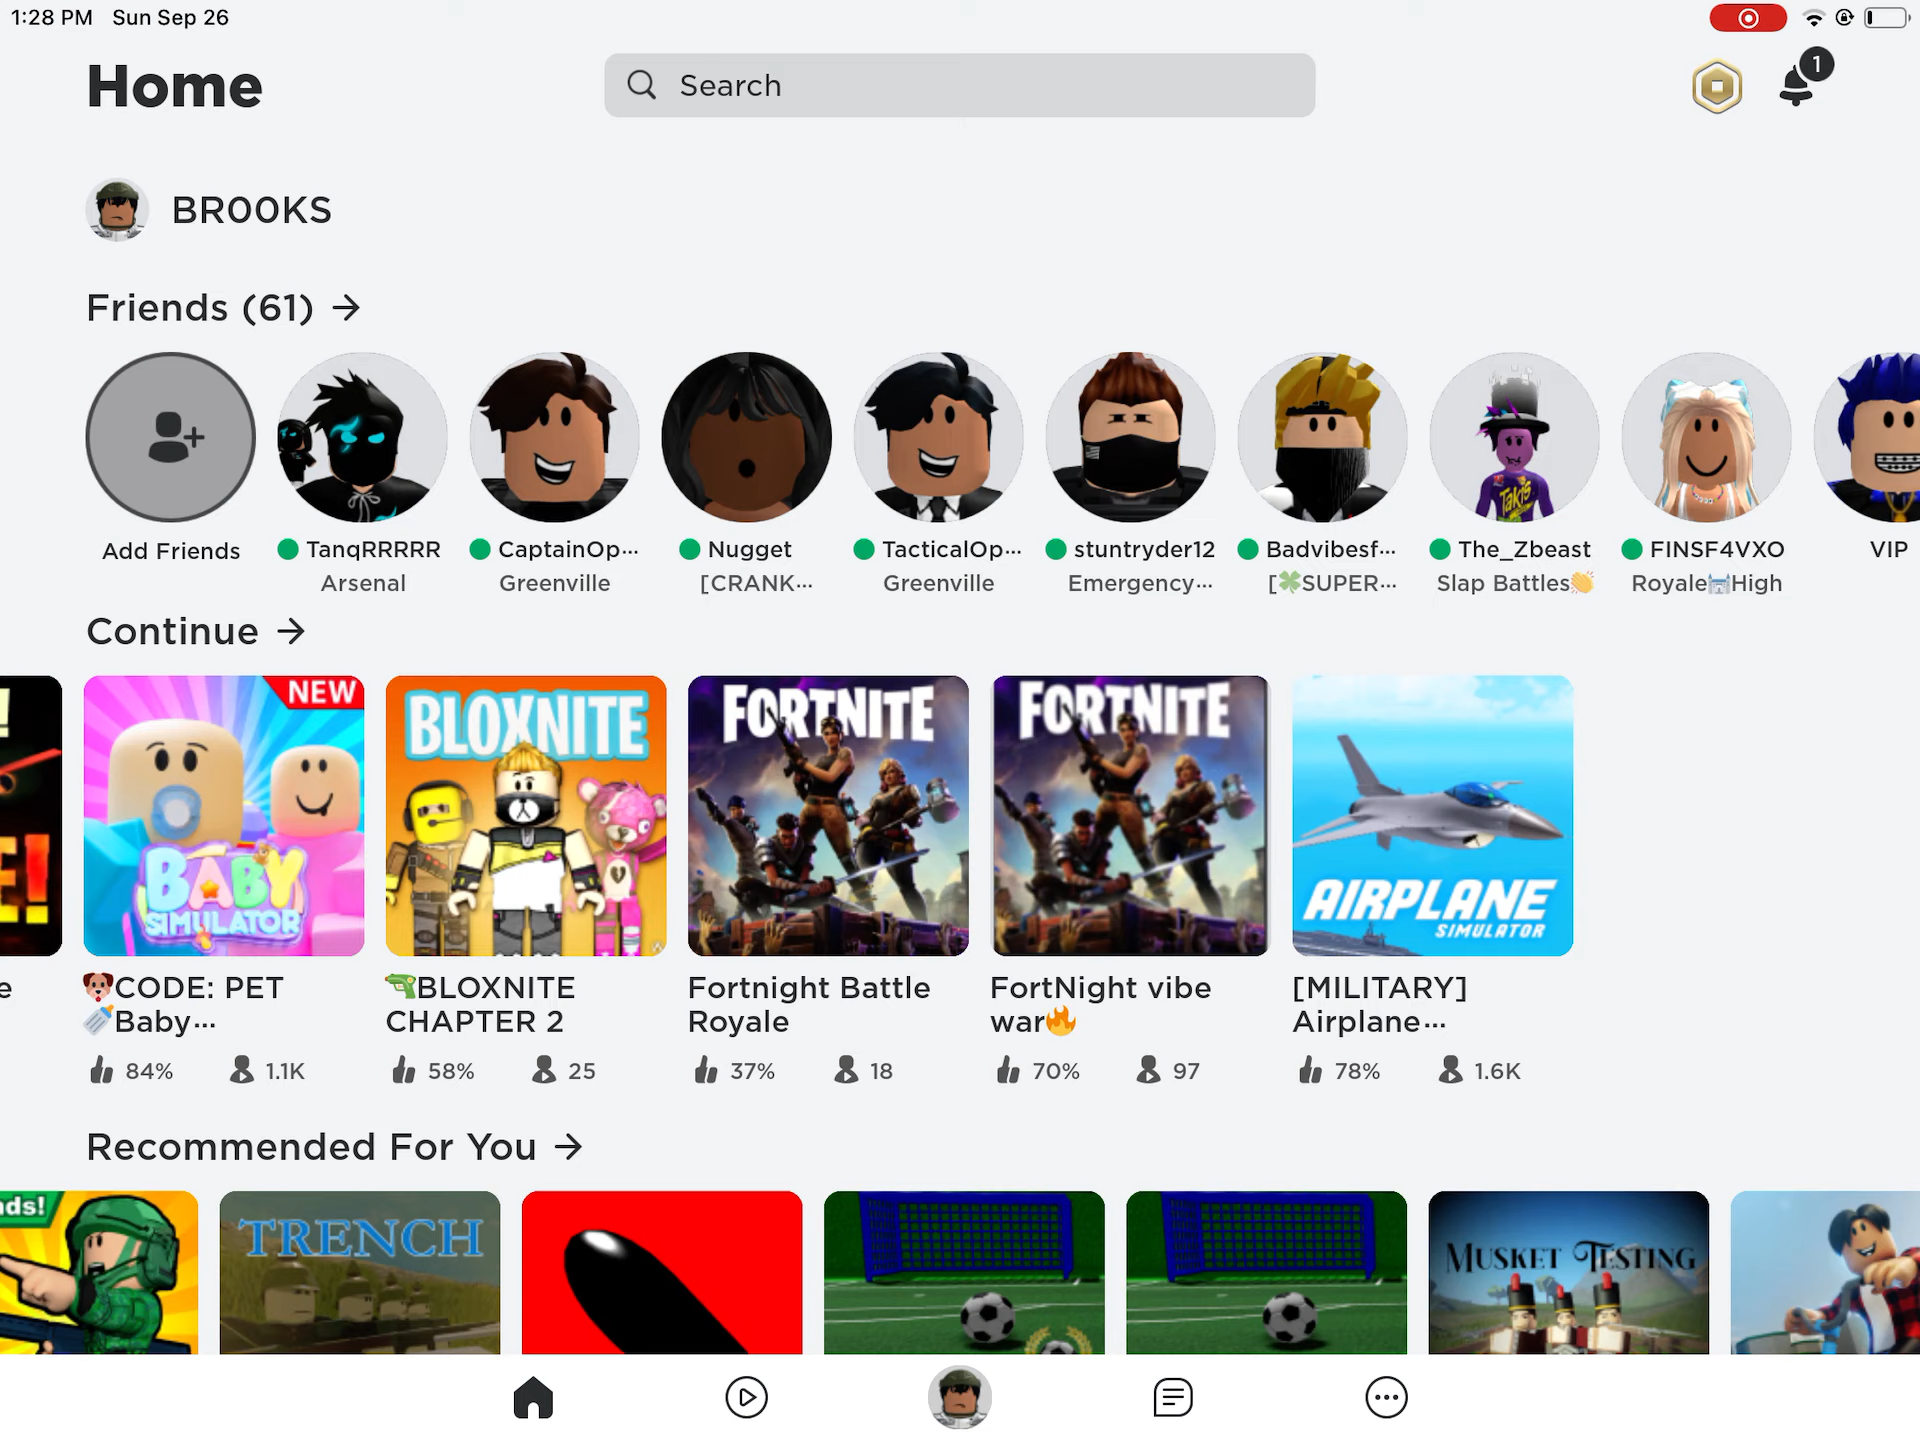 1:28 PM Sun Sep 26
Home
Search
1
BR00KS
Friends (61) →
Add Friends
TanqRRRRR
Arsenal
CaptainOp...
Greenville
Nugget
[CRANK...
TacticalOp...
Greenville
stuntryder12
Emergency...
Badvibesf...
[🍀SUPER...
The_Zbeast
Slap Battles👏
FINSF4VXO
Royale🏰High
VIP
Takis
Continue →
!
E!
e
NEW
BABY
SIMULATOR
🐶CODE: PET
🍼Baby...
84% 1.1K
BLOXNITE
🔫BLOXNITE
CHAPTER 2
58% 25
FORTNITE
Fortnight Battle
Royale
37% 18
FORTNITE
FortNight vibe
war🔥
70% 97
AIRPLANE
SIMULATOR
[MILITARY]
Airplane...
78% 1.6K
Recommended For You →
nds!
TRENCH
MUSKET TESTING